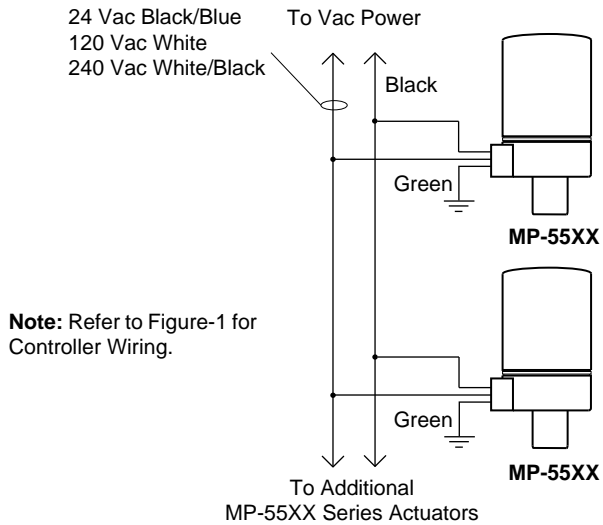 24 Vac Black/Blue
120 Vac White
240 Vac White/Black
To Vac Power
Black
Green
MP-55XX
Note: Refer to Figure-1 for
Controller Wiring.
Green
MP-55XX
To Additional
MP-55XX Series Actuators